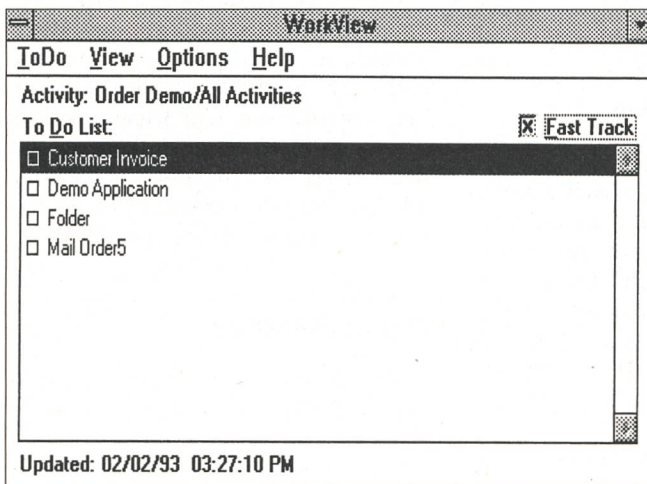 WorkView
ToDo View Options Help
Activity: Order Demo/All Activities
To Do List: Fast Track
Customer Invoice
Demo Application
Folder
Mail Order5
Updated: 02/02/93 03:27:10 PM